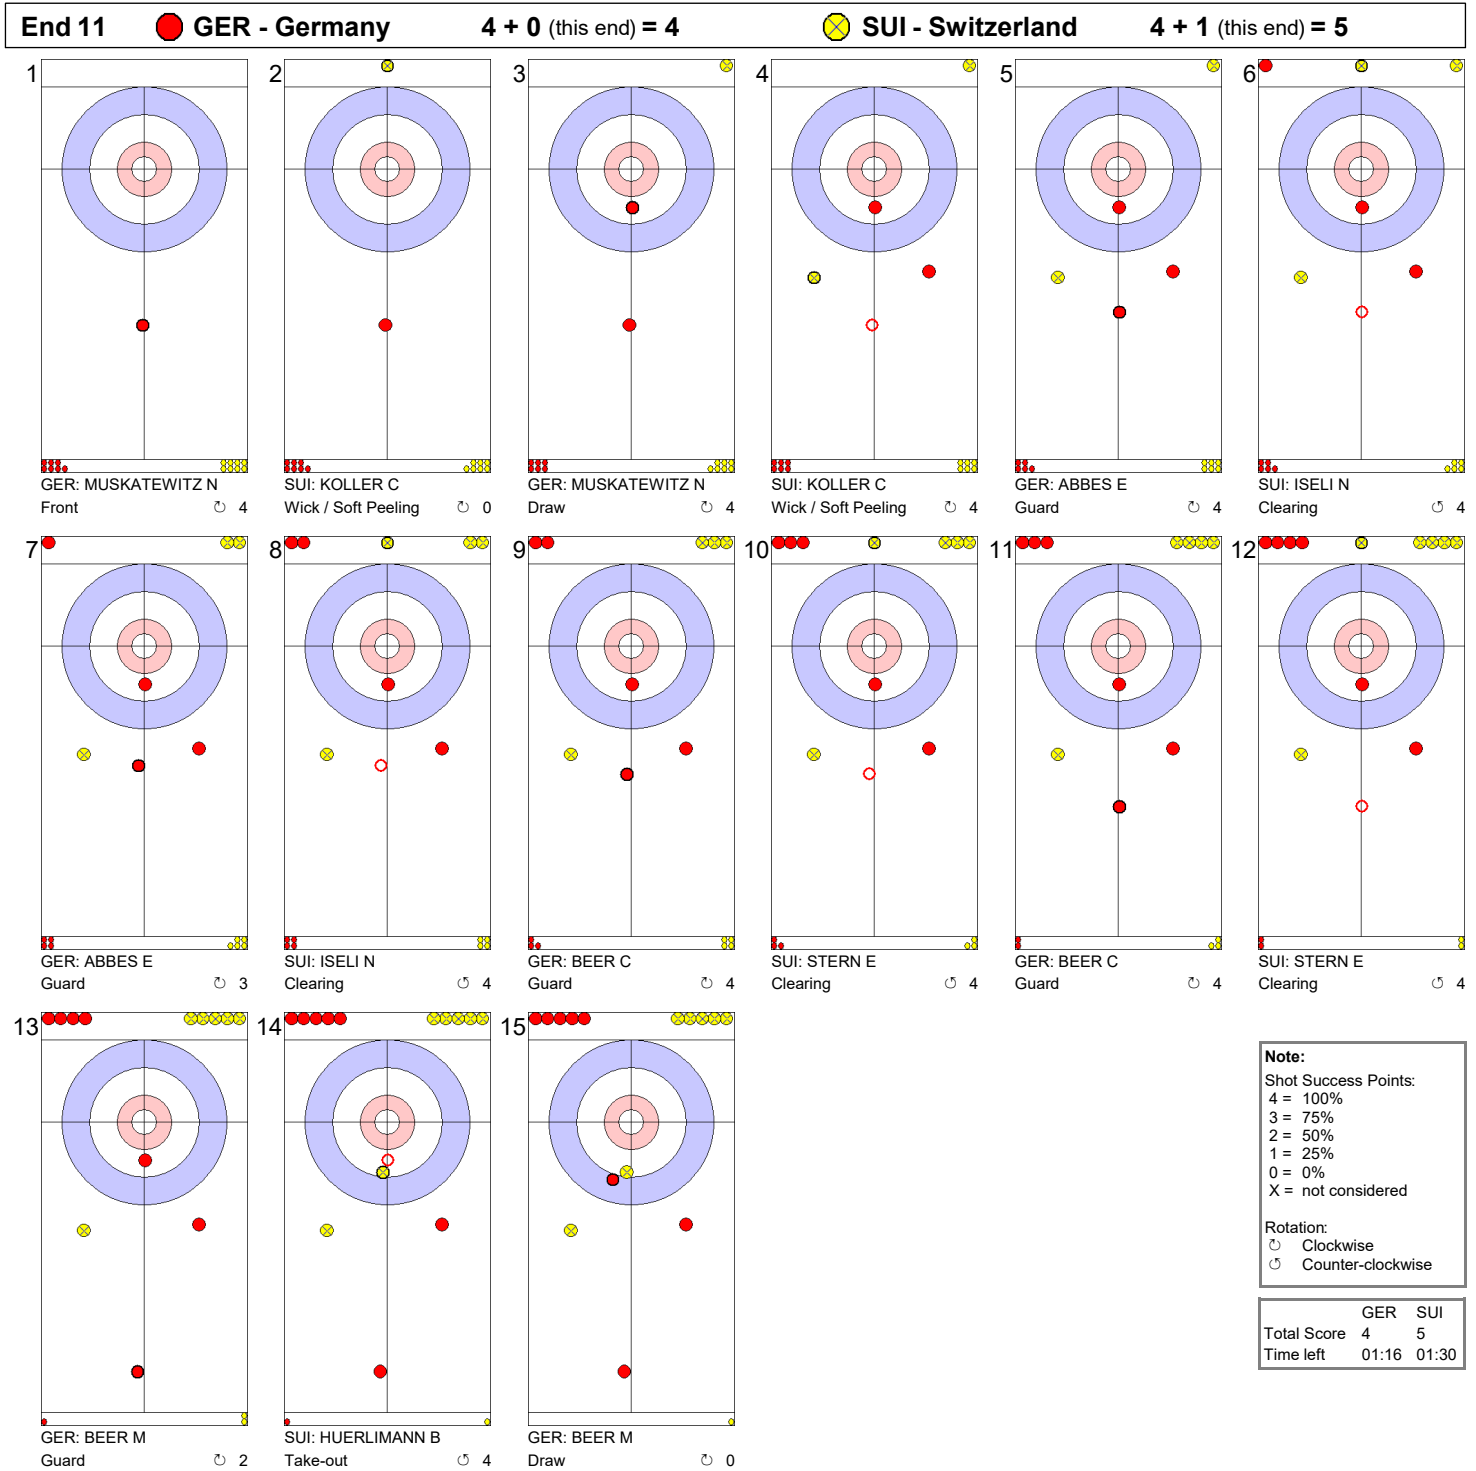 End 11 GER - Germany 4 + 0 (this end) = 4 SUI - Switzerland 4 + 1 (this end) = 5
1 2 3 4 5 6
GER: MUSKATEWITZ N SUI: KOLLER C GER: MUSKATEWITZ N SUI: KOLLER C GER: ABBES E SUI: ISELI N
Front ↻ 4 Wick / Soft Peeling ↻ 0 Draw ↻ 4 Wick / Soft Peeling ↻ 4 Guard ↻ 4 Clearing ↺ 4
7 8 9 10 11 12
GER: ABBES E SUI: ISELI N GER: BEER C SUI: STERN E GER: BEER C SUI: STERN E
Guard ↻ 3 Clearing ↺ 4 Guard ↻ 4 Clearing ↺ 4 Guard ↻ 4 Clearing ↺ 4
13 14 15
GER: BEER M SUI: HUERLIMANN B GER: BEER M
Guard ↻ 2 Take-out ↺ 4 Draw ↻ 0
Note:
Shot Success Points:
4 = 100%
3 = 75%
2 = 50%
1 = 25%
0 = 0%
X = not considered
Rotation:
↻ Clockwise
↺ Counter-clockwise
GER SUI
Total Score 4 5
Time left 01:16 01:30